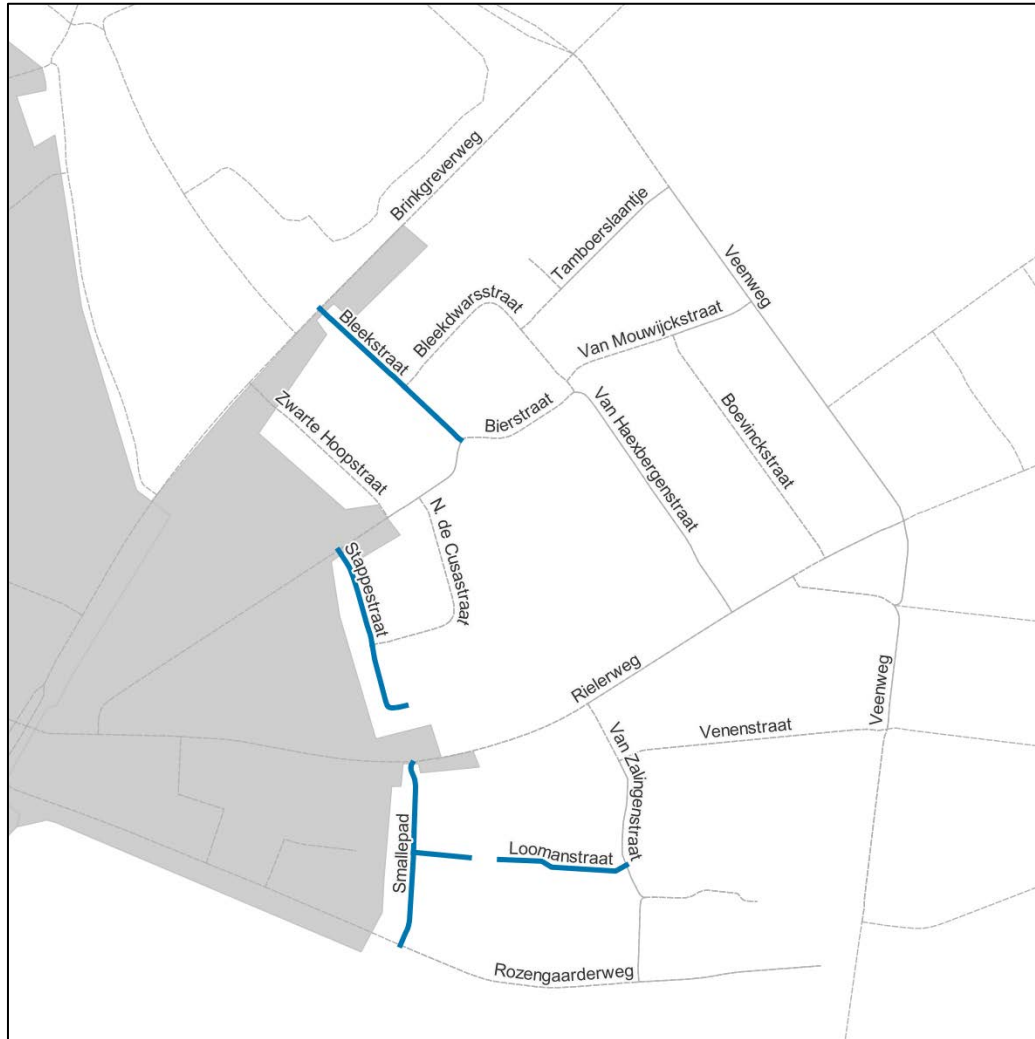 Brinkgreverweg
Tamboerslaantje
Veenweg
Bleekstraat
Bleekdwarsstraat
Van Mouwijckstraat
Zwarte Hoopstraat
Bierstraat
Van Haexbergenstraat
Boevinckstraat
N. de Cusastraat
Stappestraat
Rielerweg
Veenweg
Van Zalingenstraat
Venenstraat
Smallepad
Loomanstraat
Rozengaarderweg